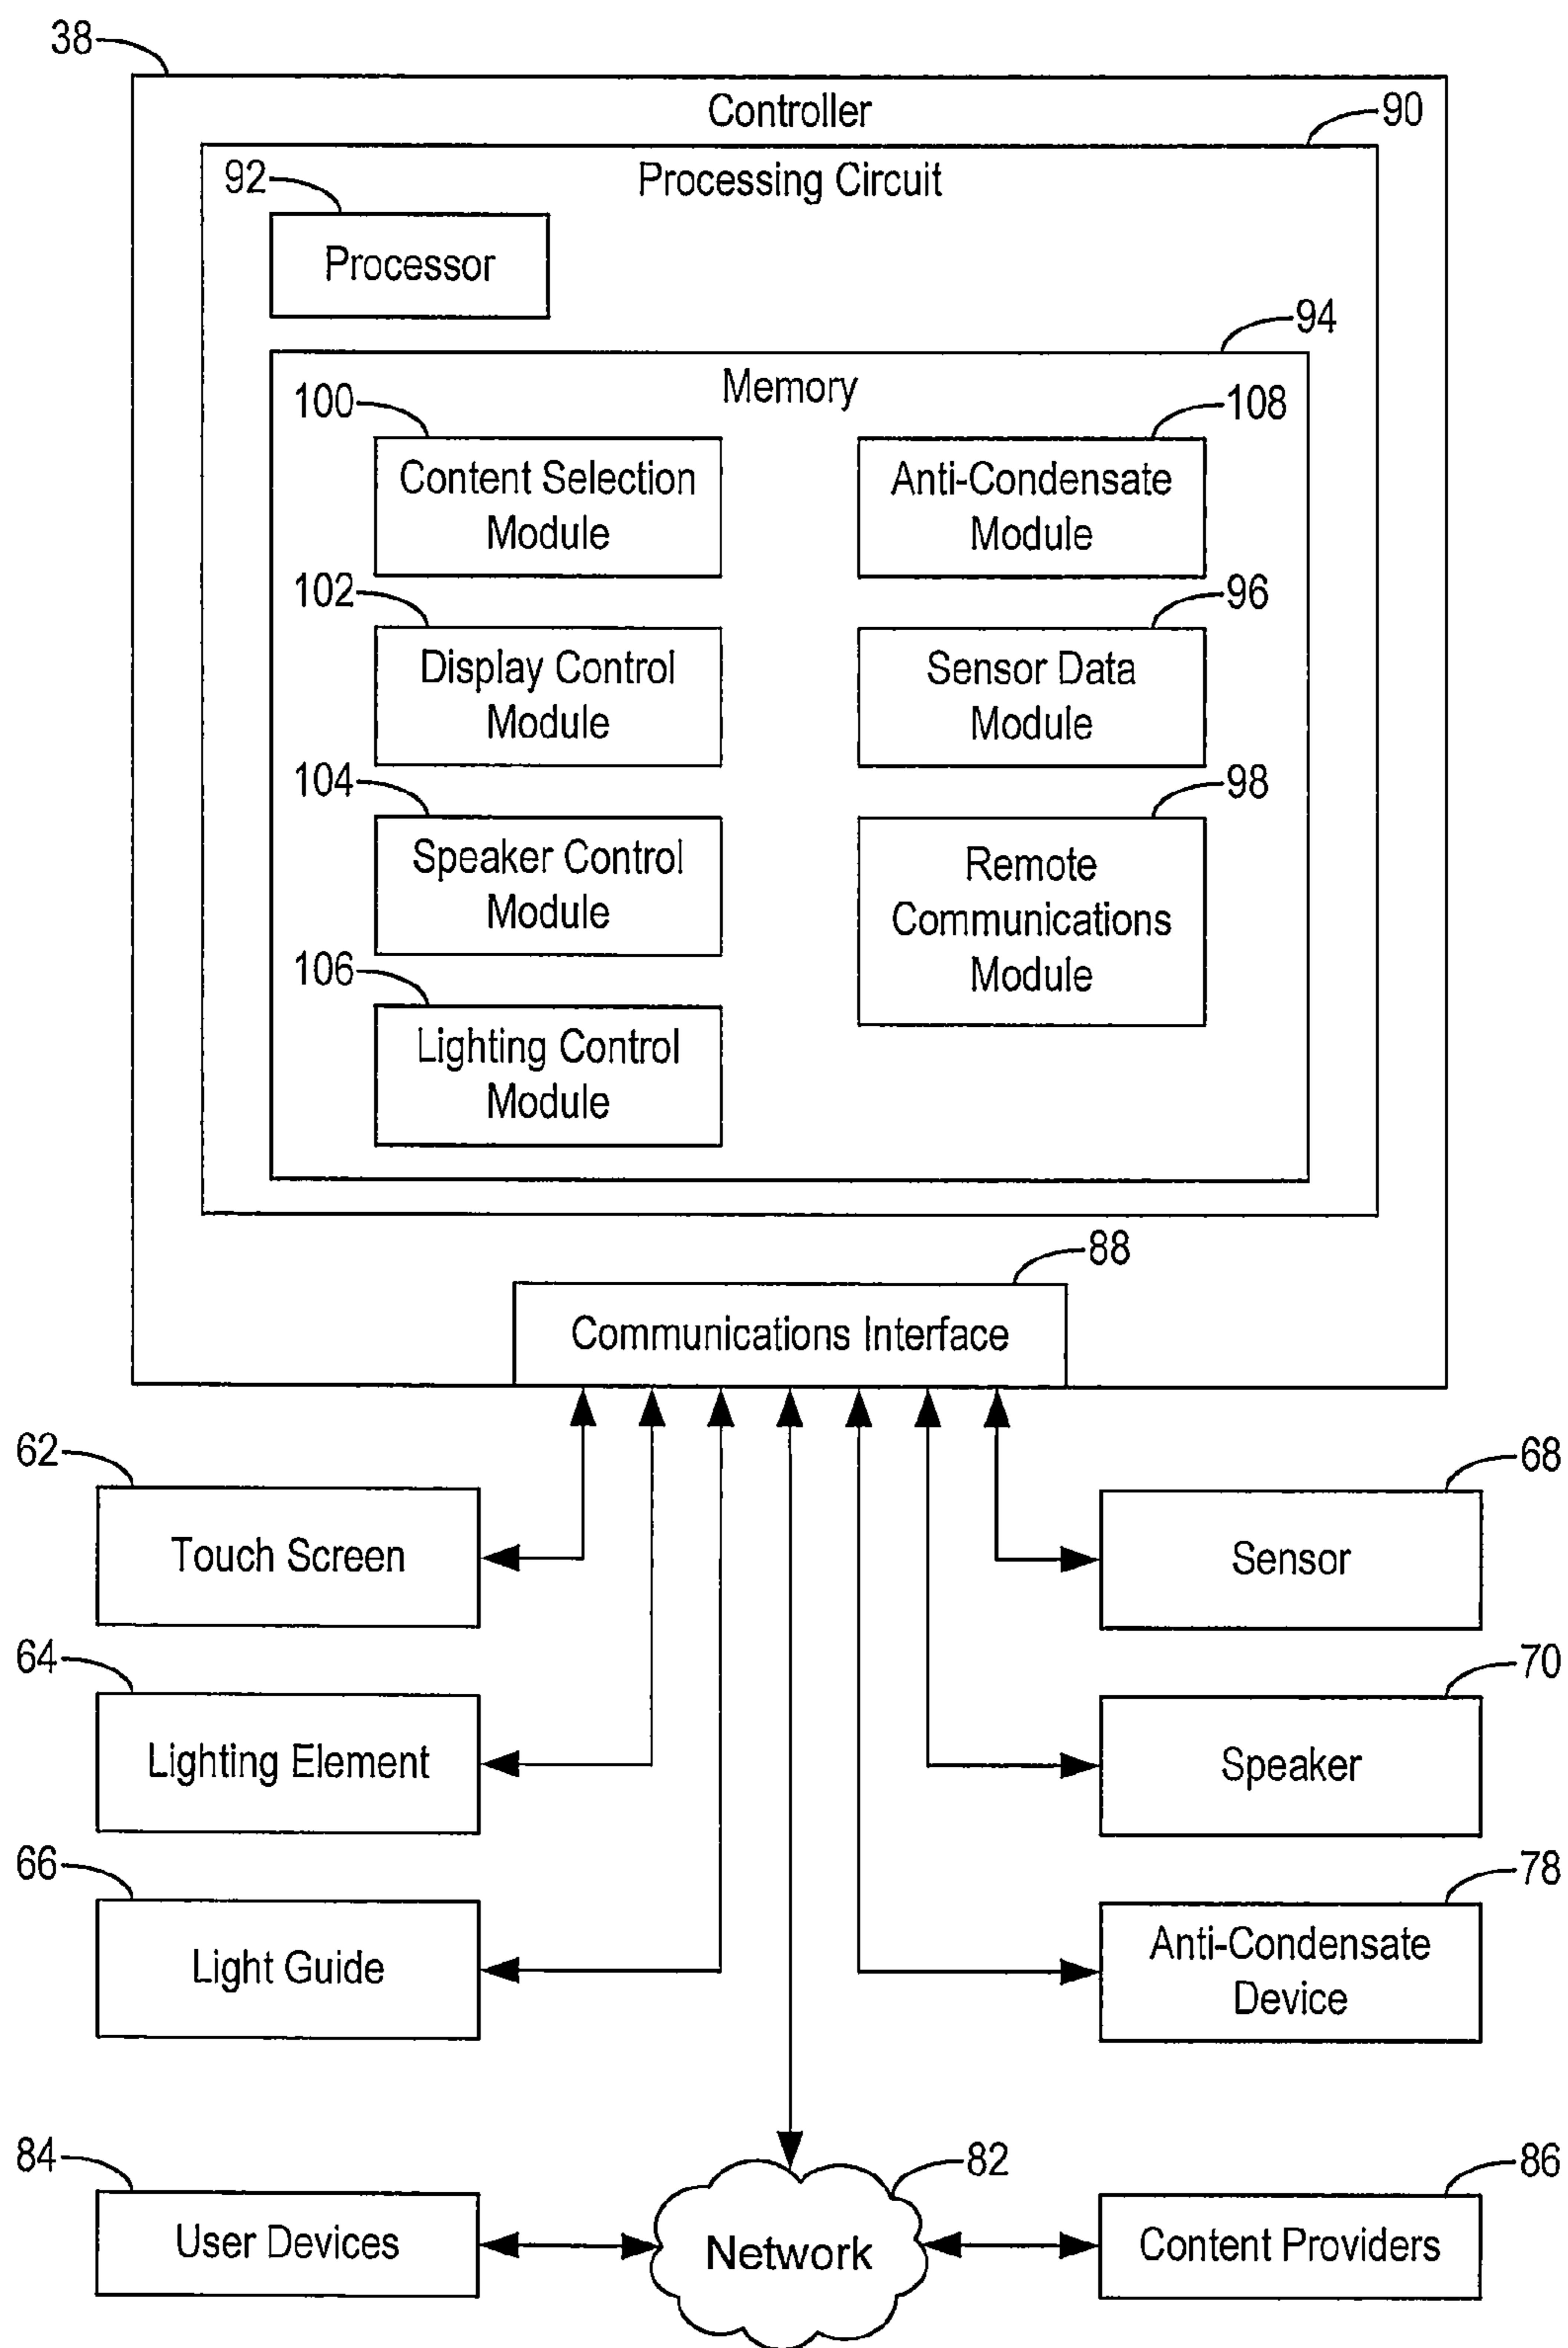 38
Controller
90
Processing Circuit
92
Processor
94
Memory
100
Content Selection
Module
108
Anti-Condensate
Module
102
Display Control
Module
96
Sensor Data
Module
104
Speaker Control
Module
98
Remote
Communications
Module
106
Lighting Control
Module
88
Communications Interface
62
Touch Screen
68
Sensor
64
Lighting Element
70
Speaker
66
Light Guide
78
Anti-Condensate
Device
84
User Devices
82
Network
86
Content Providers